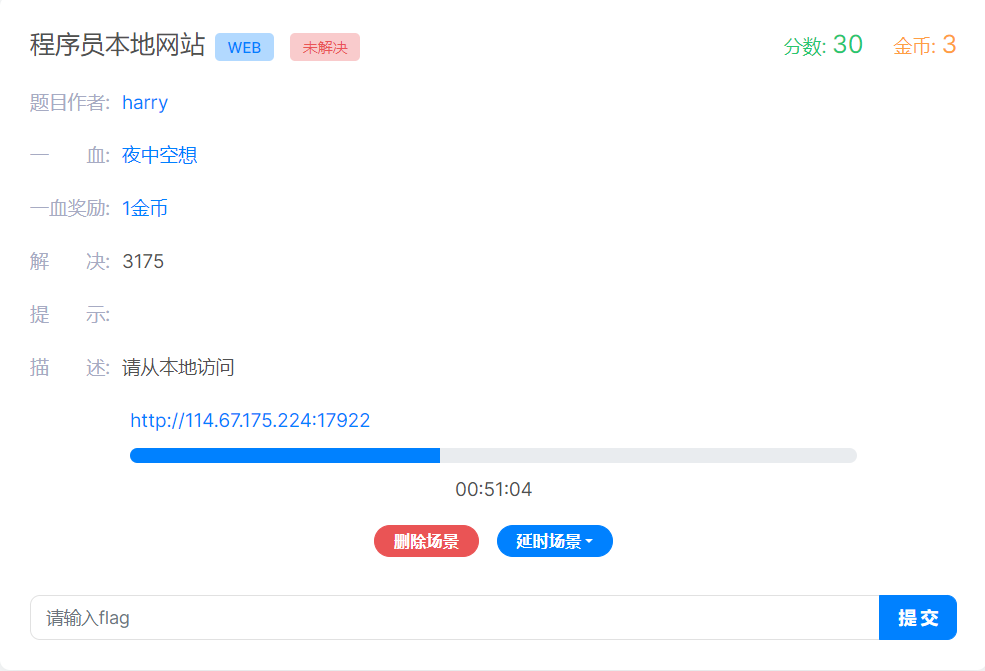 程序员本地网站 WEB 未解决 分数: 30 金币: 3
题目作者: harry
一 血: 夜中空想
一血奖励: 1金币
解 决: 3175
提 示:
描 述: 请从本地访问
http://114.67.175.224:17922
00:51:04
删除场景 延时场景
请输入flag 提交